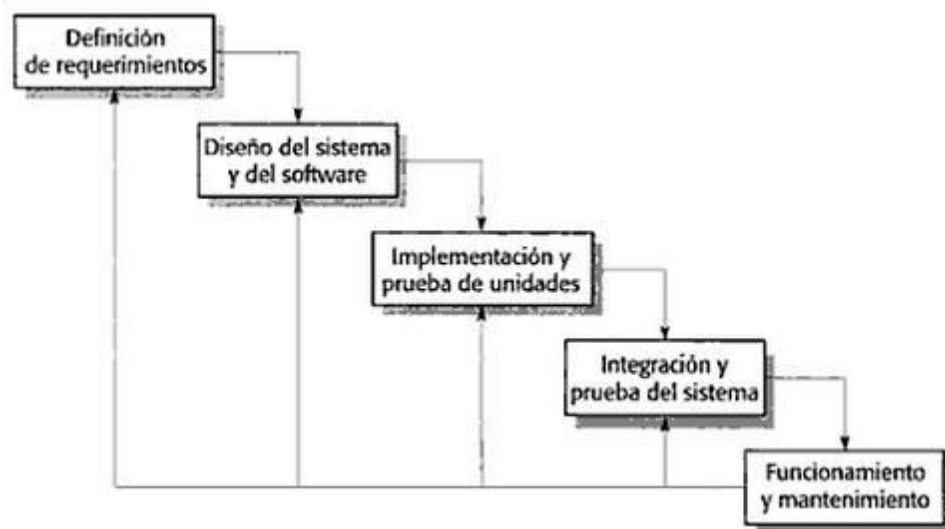 Definición
de requerimientos
Diseño del sistema
y del software
Implementación y
prueba de unidades
Integración y
prueba del sistema
Funcionamiento
y mantenimiento